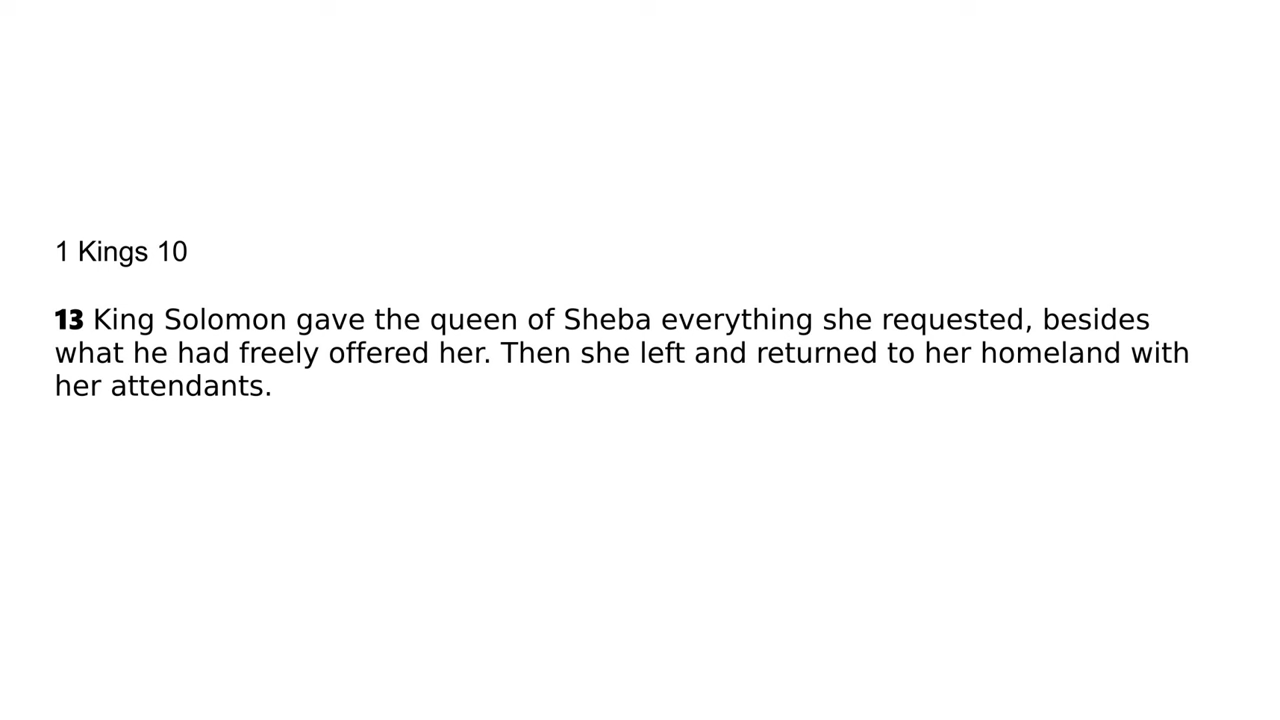 1 Kings 10
13 King Solomon gave the queen of Sheba everything she requested, besides
what he had freely offered her. Then she left and returned to her homeland with
her attendants.